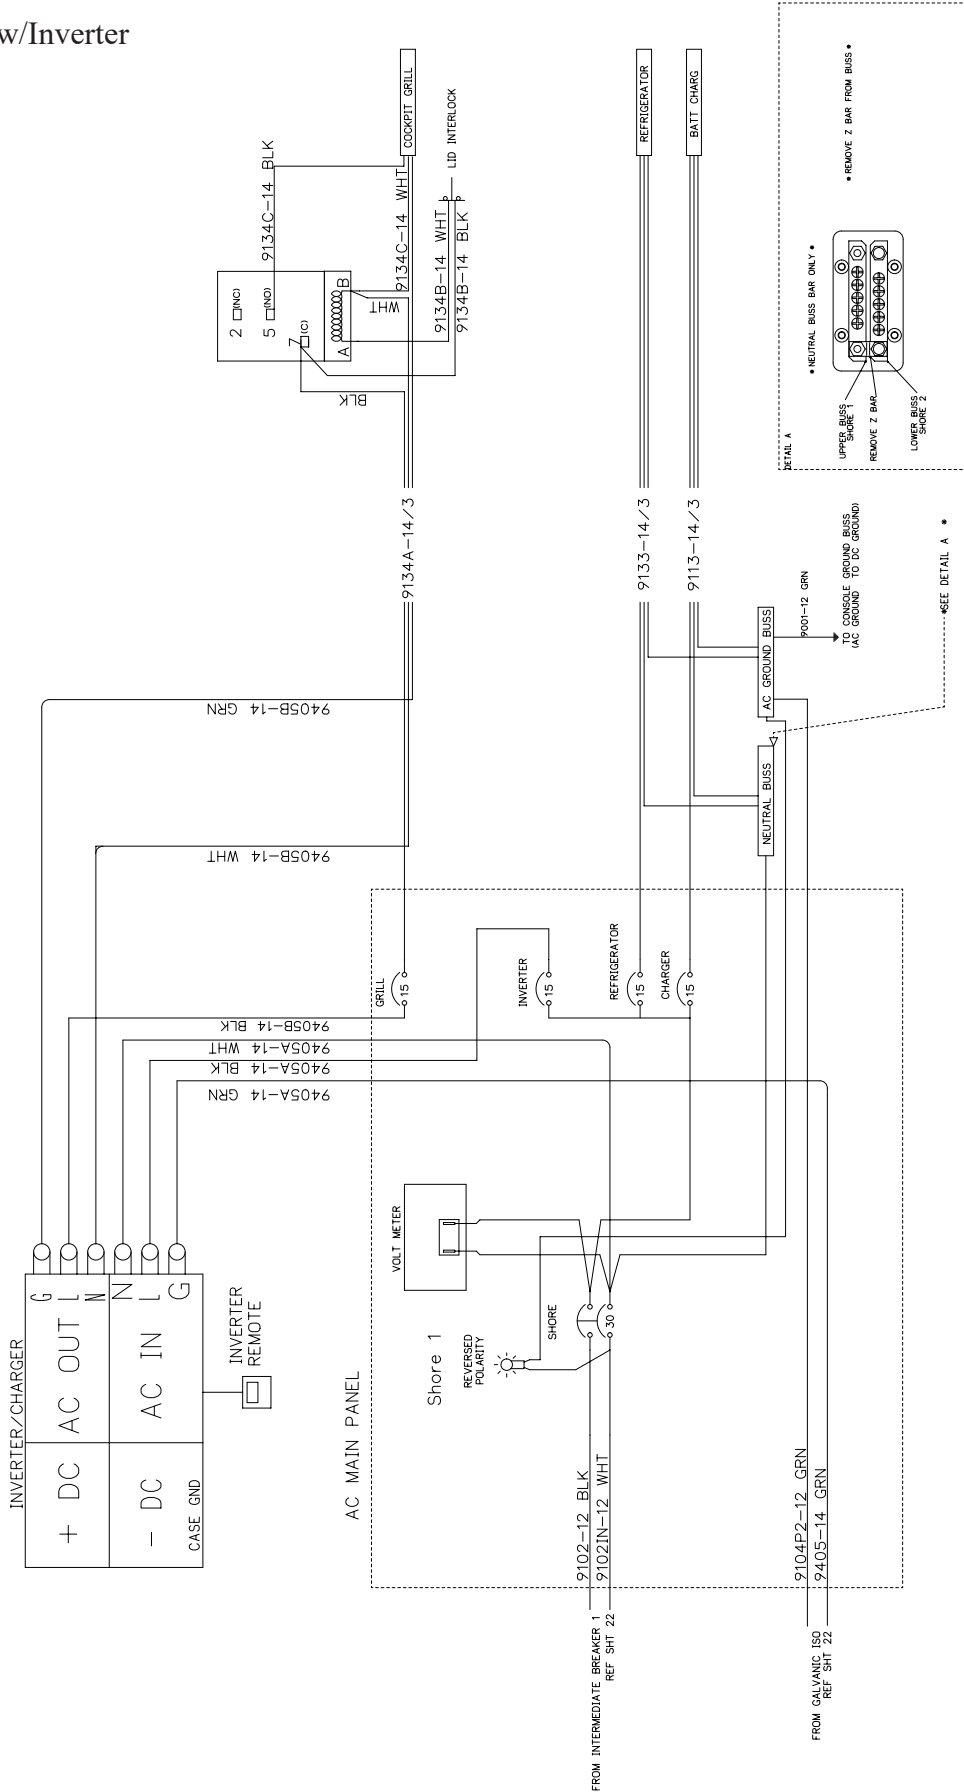 w/Inverter
INVERTER/CHARGER
+ DC
AC OUT
G
L
N
- DC
AC IN
N
L
G
CASE GND
INVERTER
REMOTE
9405B-14 GRN
9405B-14 WHT
9405B-14 BLK
9405A-14 WHT
9405A-14 BLK
9405A-14 GRN
AC MAIN PANEL
Shore 1
REVERSED
POLARITY
VOLT METER
SHORE
30
GRILL
15
INVERTER
15
REFRIGERATOR
15
CHARGER
15
9102-12 BLK
9102IN-12 WHT
FROM INTERMEDIATE BREAKER 1
REF SHT 22
9104P2-12 GRN
9405-14 GRN
FROM GALVANIC ISO
REF SHT 22
NEUTRAL BUSS
AC GROUND BUSS
9001-12 GRN
TO CONSOLE GROUND BUSS
(AC GROUND TO DC GROUND)
*SEE DETAIL A *
9134A-14/3
9133-14/3
9113-14/3
BLK
2 (NC)
5 (NO)
7 (C)
A
B
WHT
9134C-14 BLK
9134C-14 WHT
9134B-14 WHT
9134B-14 BLK
COCKPIT GRILL
LID INTERLOCK
REFRIGERATOR
BATT CHARG
DETAIL A
UPPER BUSS
SHORE 1
REMOVE Z BAR
LOWER BUSS
SHORE 2
* NEUTRAL BUSS BAR ONLY *
* REMOVE Z BAR FROM BUSS *